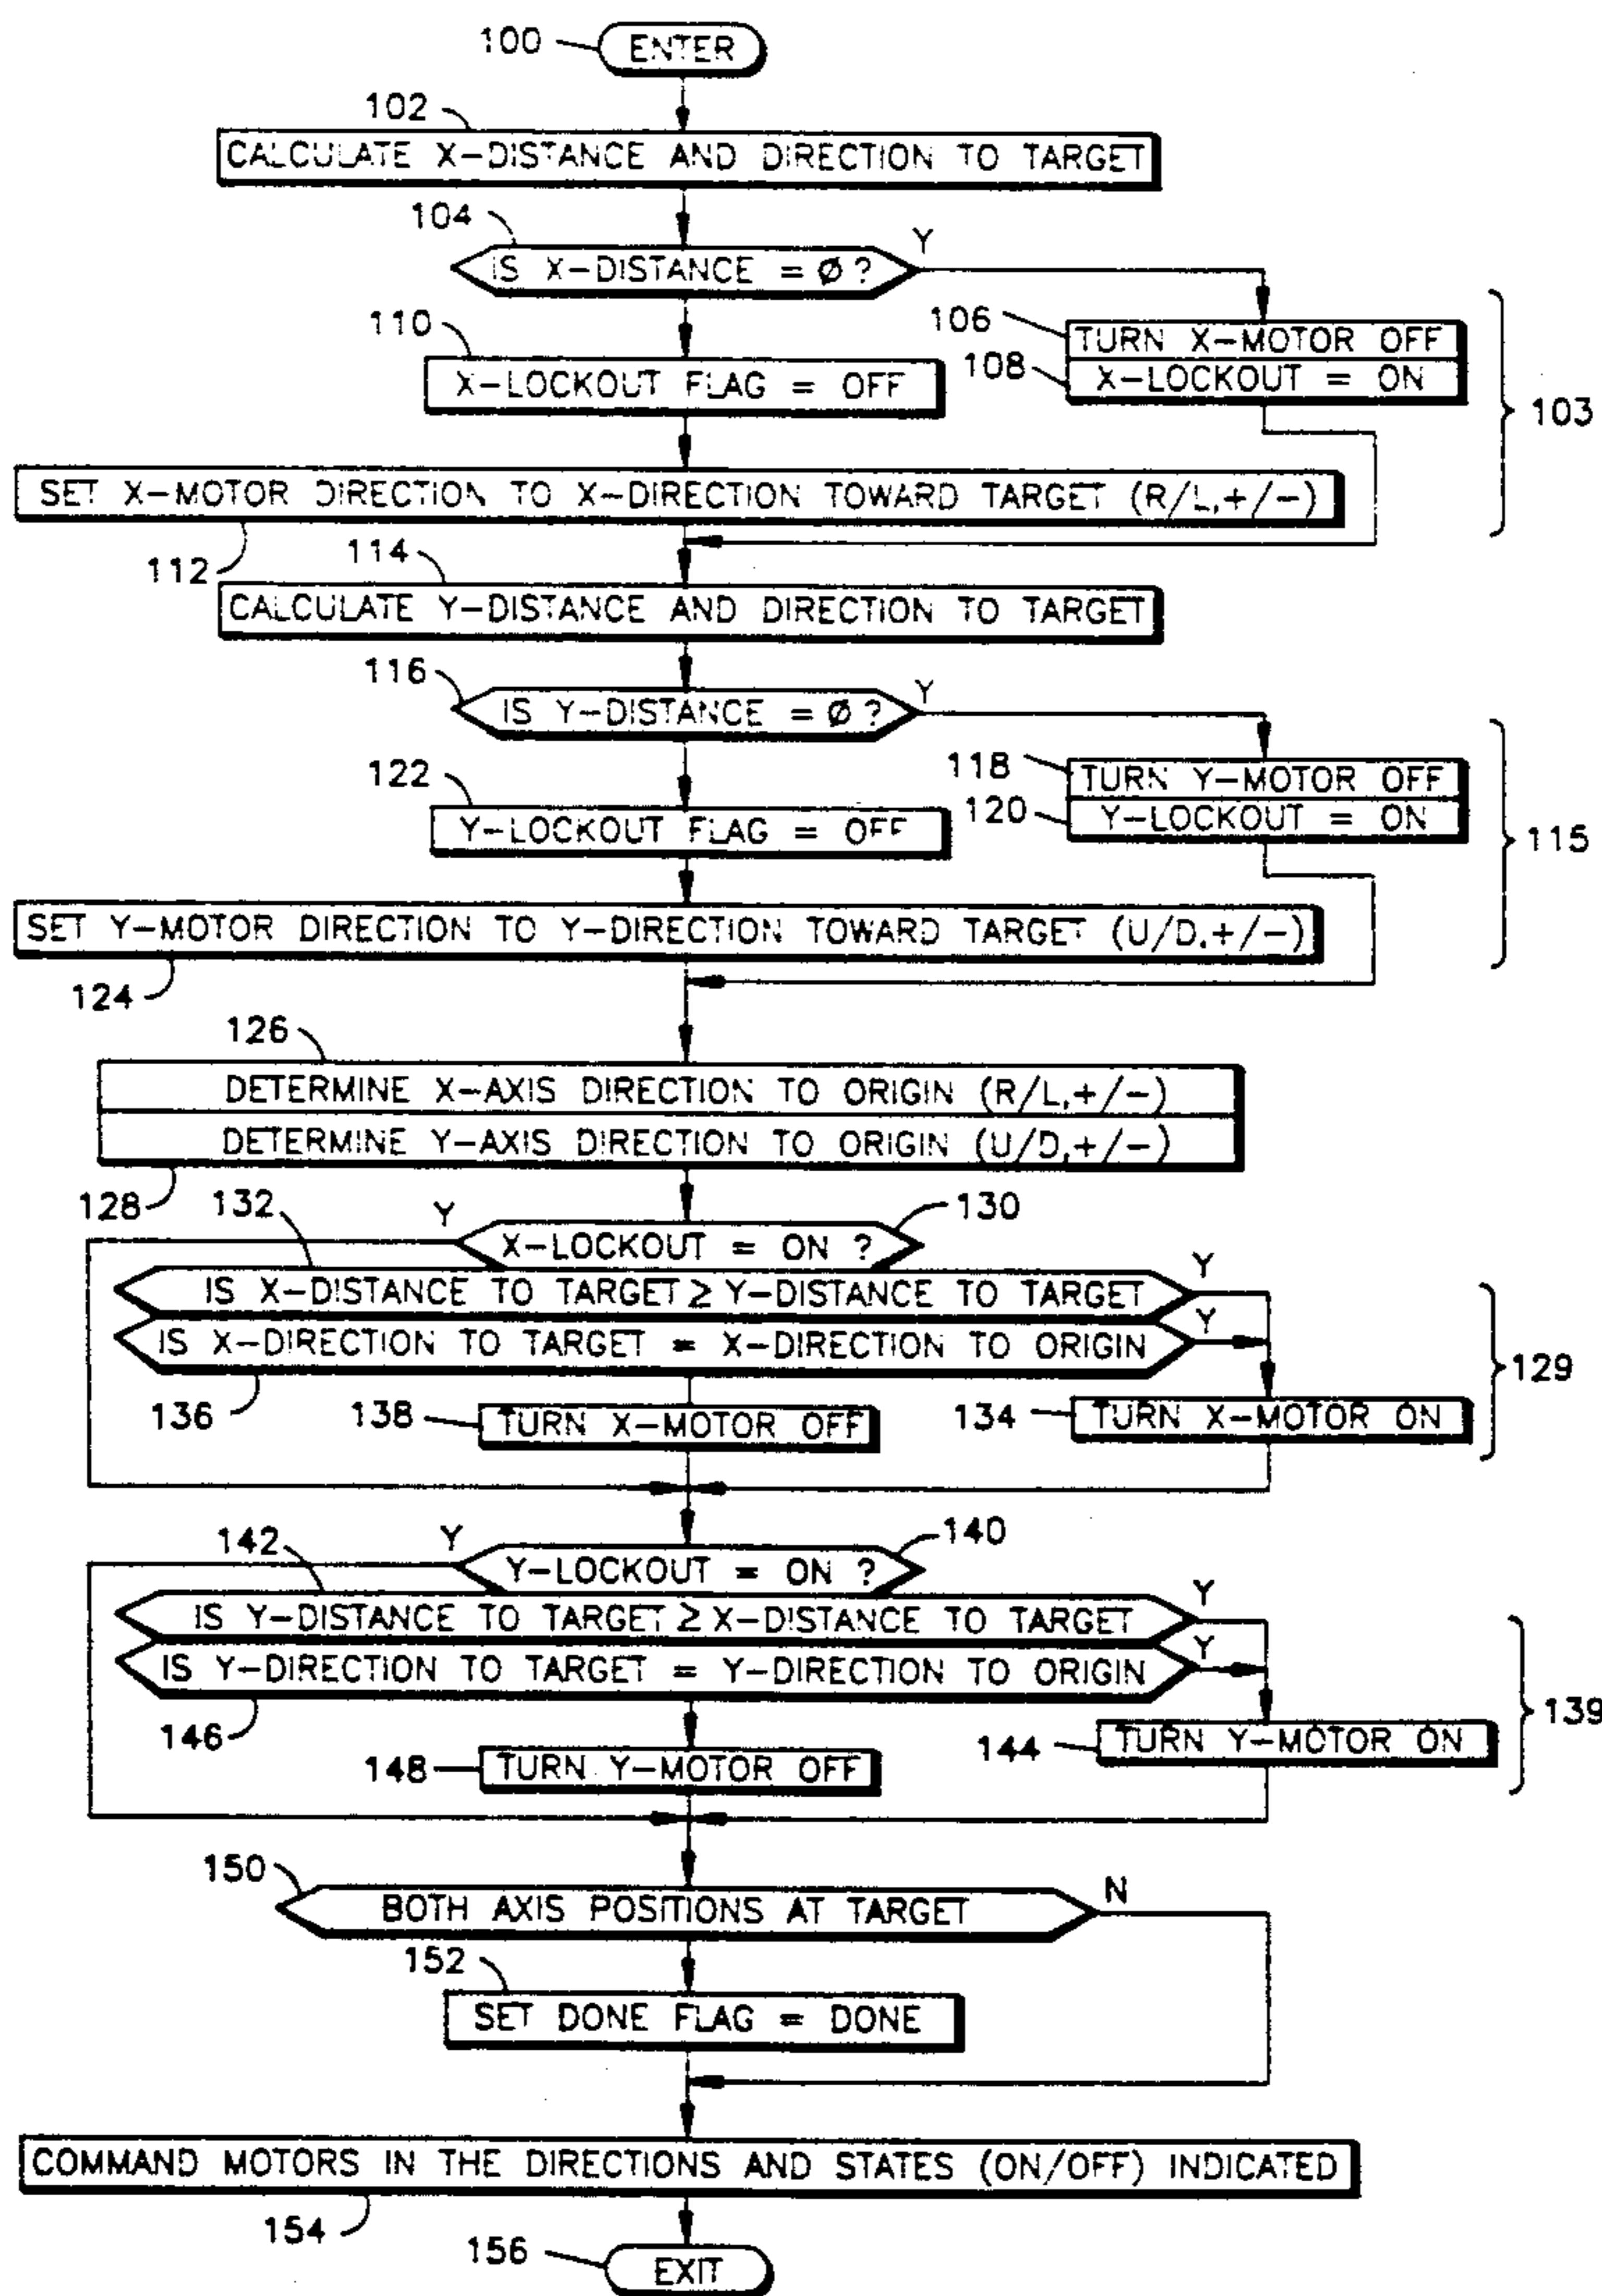 100 ENTER
102
CALCULATE X-DISTANCE AND DIRECTION TO TARGET
104 Y
IS X-DISTANCE = Ø ?
110 106 TURN X-MOTOR OFF
X-LOCKOUT FLAG = OFF 108 X-LOCKOUT = ON
103
SET X-MOTOR DIRECTION TO X-DIRECTION TOWARD TARGET (R/L,+/-)
112 114
CALCULATE Y-DISTANCE AND DIRECTION TO TARGET
116 Y
IS Y-DISTANCE = Ø ?
122 118 TURN Y-MOTOR OFF
Y-LOCKOUT FLAG = OFF 120 Y-LOCKOUT = ON
115
SET Y-MOTOR DIRECTION TO Y-DIRECTION TOWARD TARGET (U/D,+/-)
124
126
DETERMINE X-AXIS DIRECTION TO ORIGIN (R/L,+/-)
DETERMINE Y-AXIS DIRECTION TO ORIGIN (U/D,+/-)
128 132 Y 130
X-LOCKOUT = ON ?
IS X-DISTANCE TO TARGET ≥ Y-DISTANCE TO TARGET Y
IS X-DIRECTION TO TARGET = X-DIRECTION TO ORIGIN Y
129
136 138 TURN X-MOTOR OFF 134 TURN X-MOTOR ON
142 Y 140
Y-LOCKOUT = ON ?
IS Y-DISTANCE TO TARGET ≥ X-DISTANCE TO TARGET Y
IS Y-DIRECTION TO TARGET = Y-DIRECTION TO ORIGIN Y
139
146 144 TURN Y-MOTOR ON
148 TURN Y-MOTOR OFF
150 N
BOTH AXIS POSITIONS AT TARGET
152
SET DONE FLAG = DONE
COMMAND MOTORS IN THE DIRECTIONS AND STATES (ON/OFF) INDICATED
154
156 EXIT